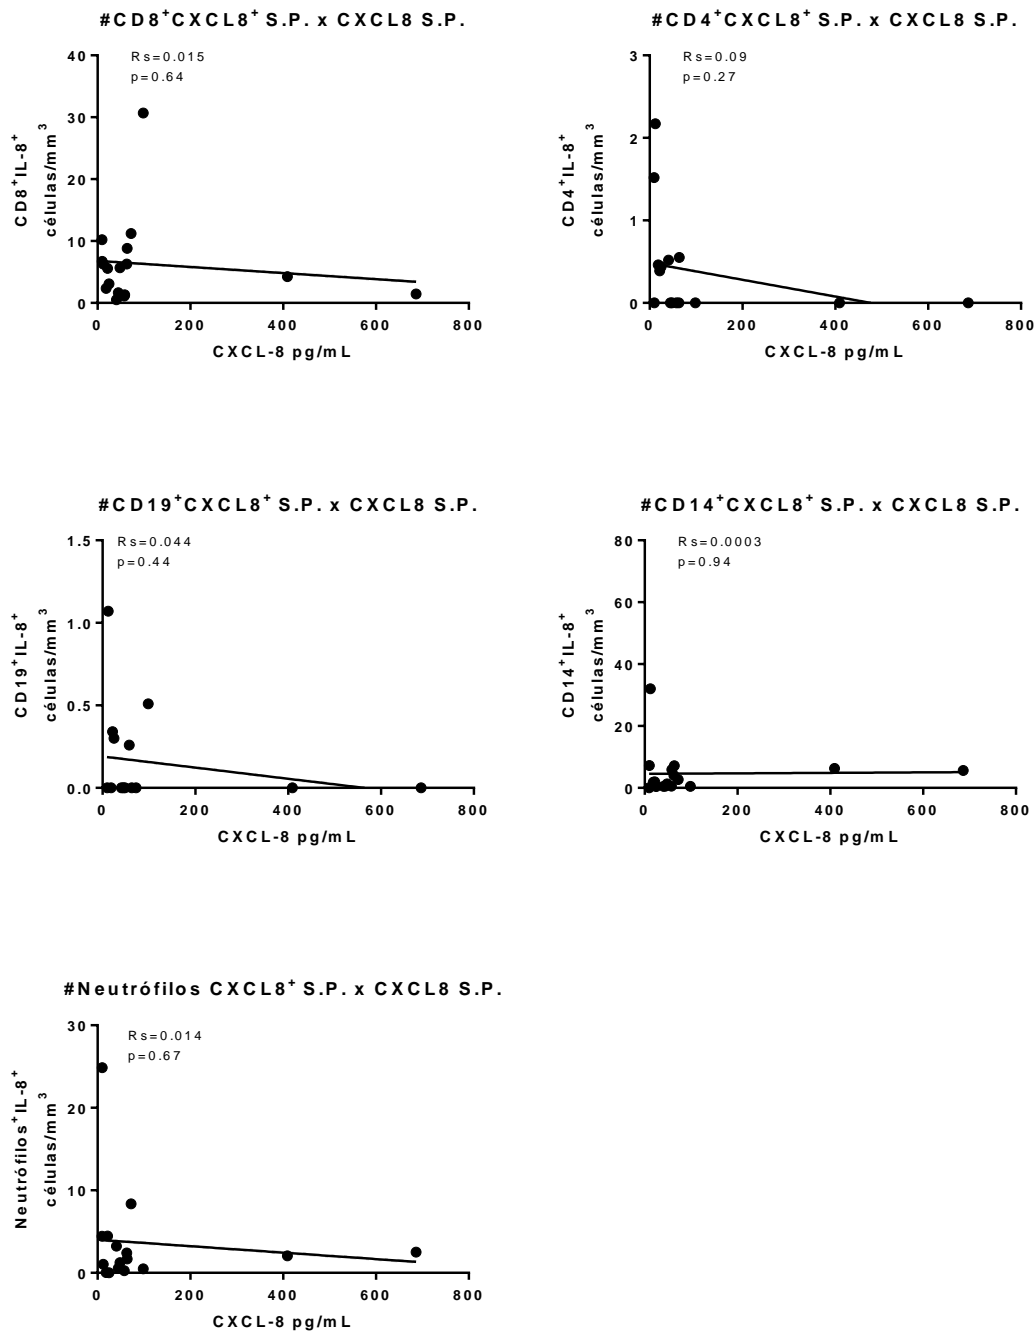 #CD8+CXCL8+ S.P. x CXCL8 S.P.
Rs=0.015
p=0.64
40
30
20
10
0
CD8+IL-8+
células/mm3
0 200 400 600 800
CXCL-8 pg/mL
#CD4+CXCL8+ S.P. x CXCL8 S.P.
Rs=0.09
p=0.27
3
2
1
0
CD4+IL-8+
células/mm3
0 200 400 600 800
CXCL-8 pg/mL
#CD19+CXCL8+ S.P. x CXCL8 S.P.
Rs=0.044
p=0.44
1.5
1.0
0.5
0.0
CD19+IL-8+
células/mm3
0 200 400 600 800
CXCL-8 pg/mL
#CD14+CXCL8+ S.P. x CXCL8 S.P.
Rs=0.0003
p=0.94
80
60
40
20
0
CD14+IL-8+
células/mm3
0 200 400 600 800
CXCL-8 pg/mL
#Neutrófilos CXCL8+ S.P. x CXCL8 S.P.
Rs=0.014
p=0.67
30
20
10
0
Neutrófilos+IL-8+
células/mm3
0 200 400 600 800
CXCL-8 pg/mL